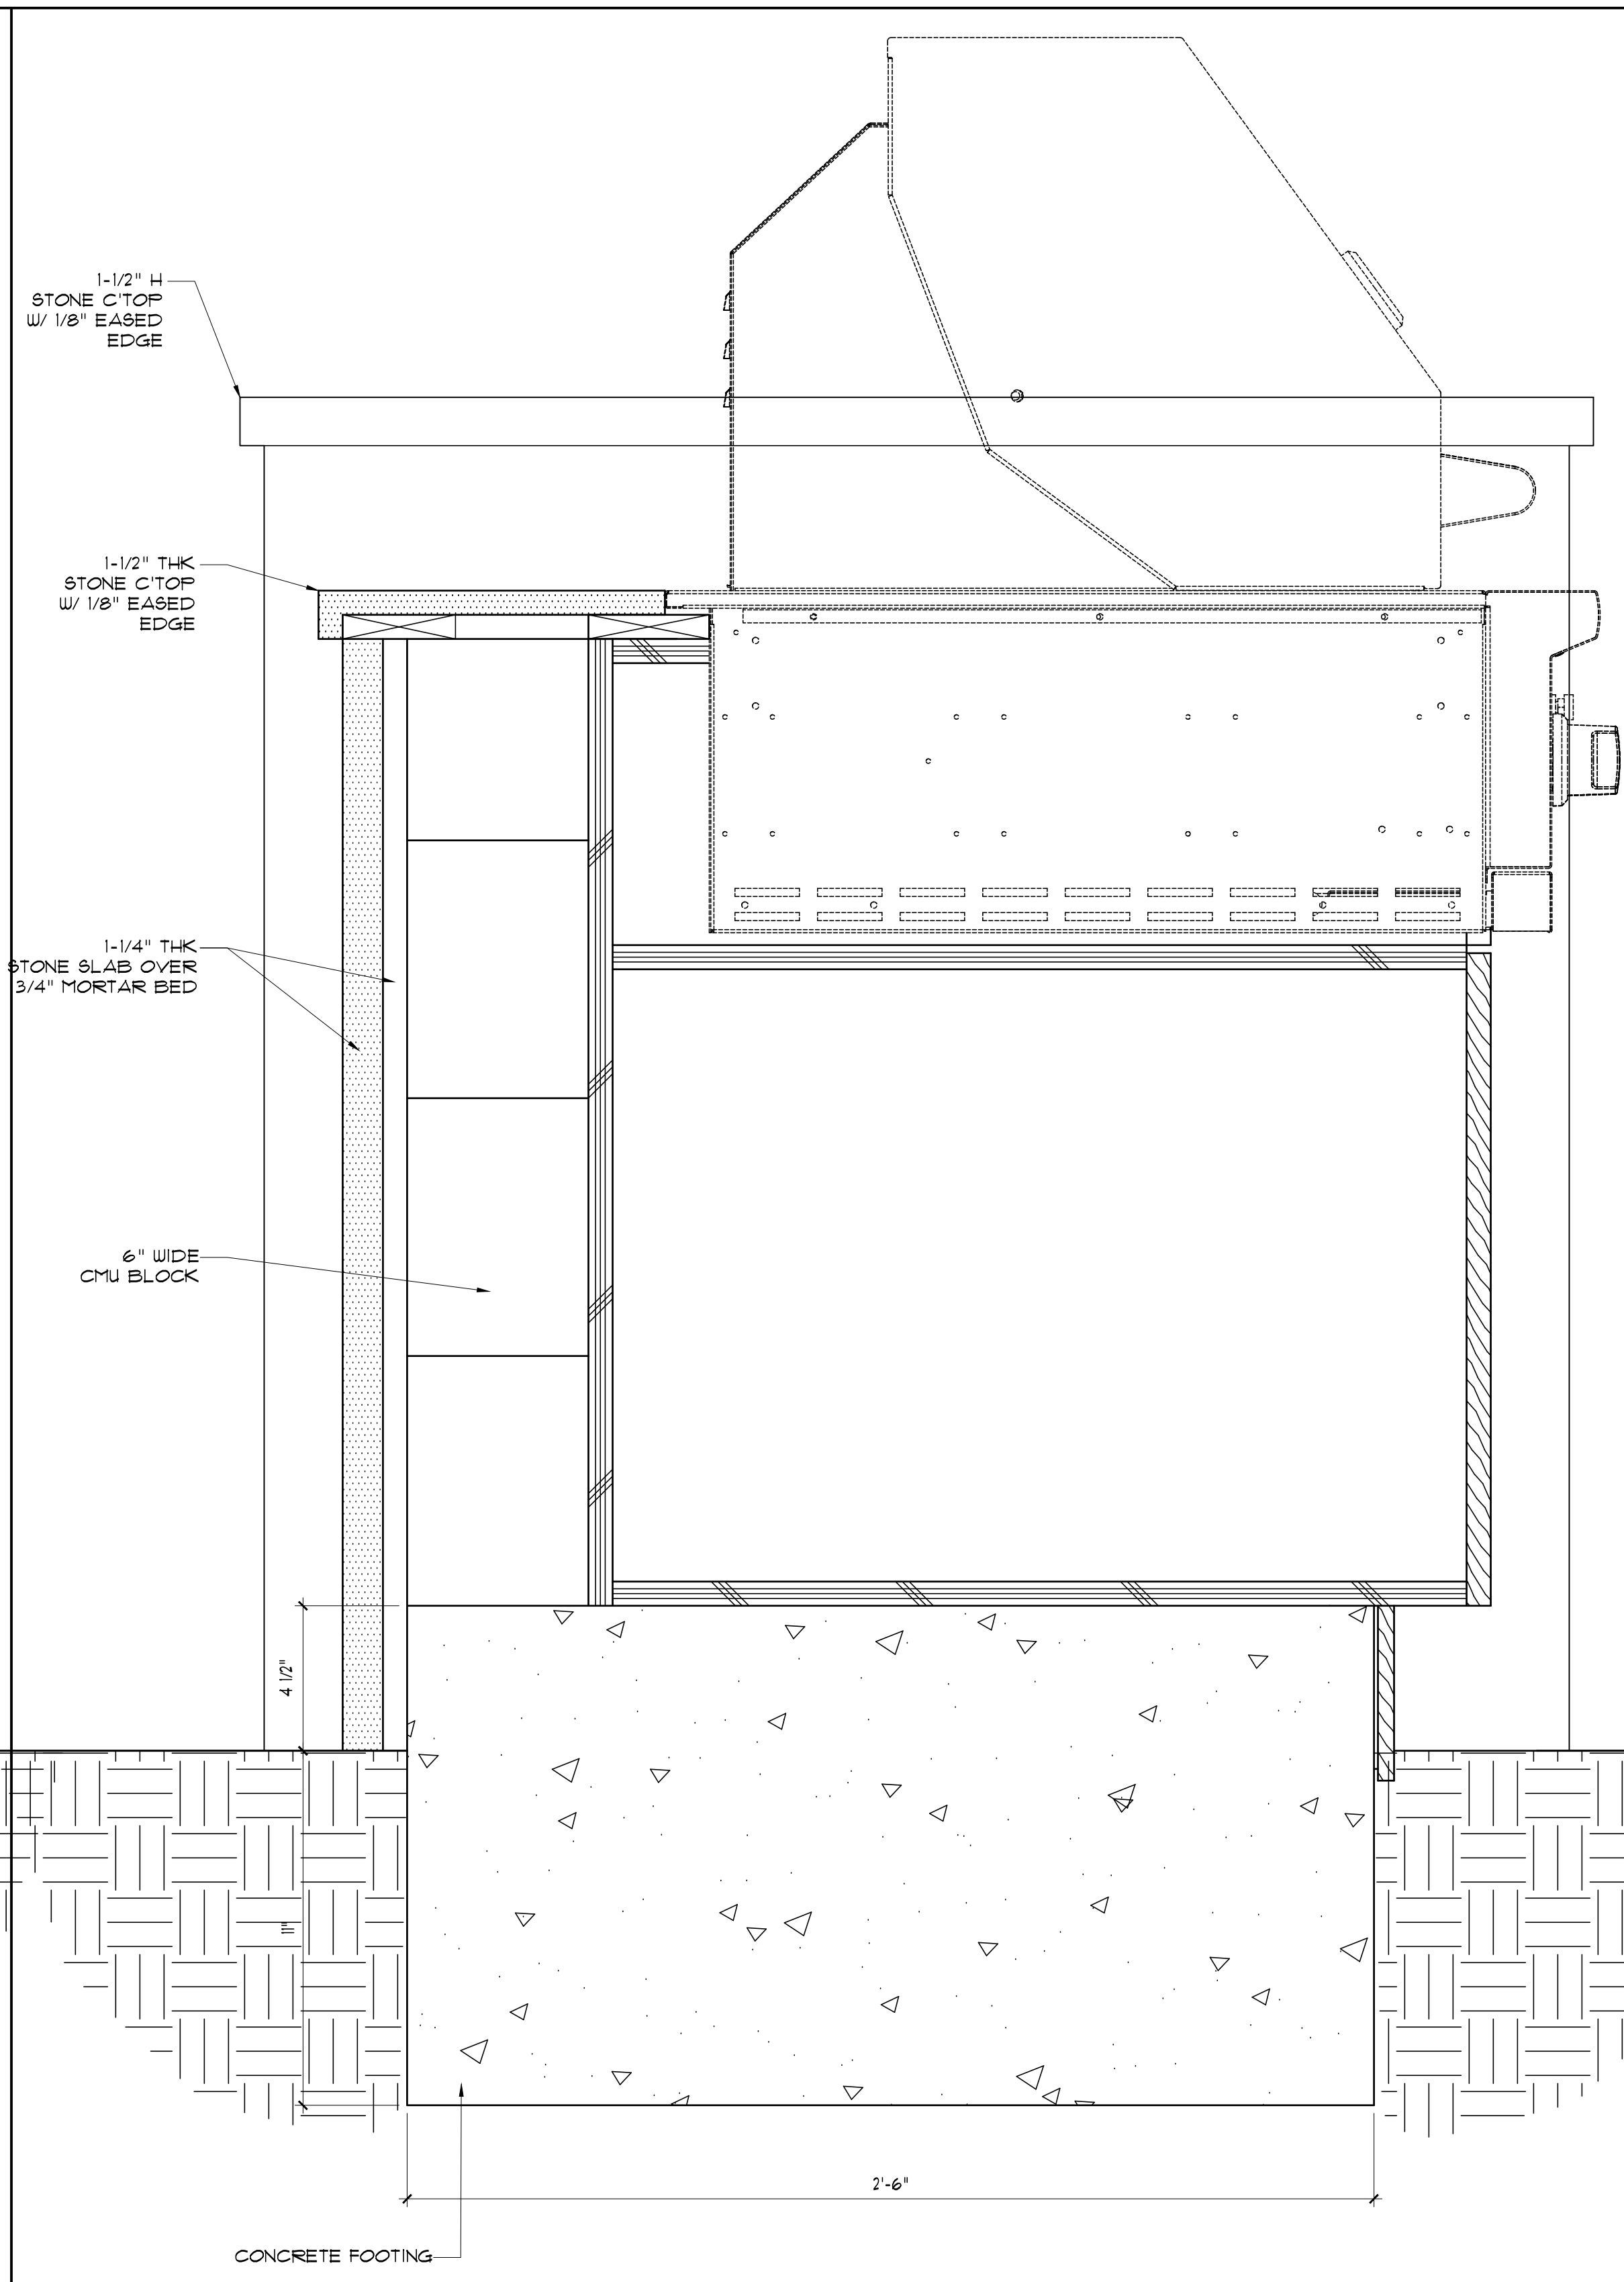 1-1/2" H
STONE C'TOP
W/ 1/8" EASED
EDGE
1-1/2" THK
STONE C'TOP
W/ 1/8" EASED
EDGE
1-1/4" THK
STONE SLAB OVER
3/4" MORTAR BED
6" WIDE
CMU BLOCK
4 1/2"
11"
2'-6"
CONCRETE FOOTING